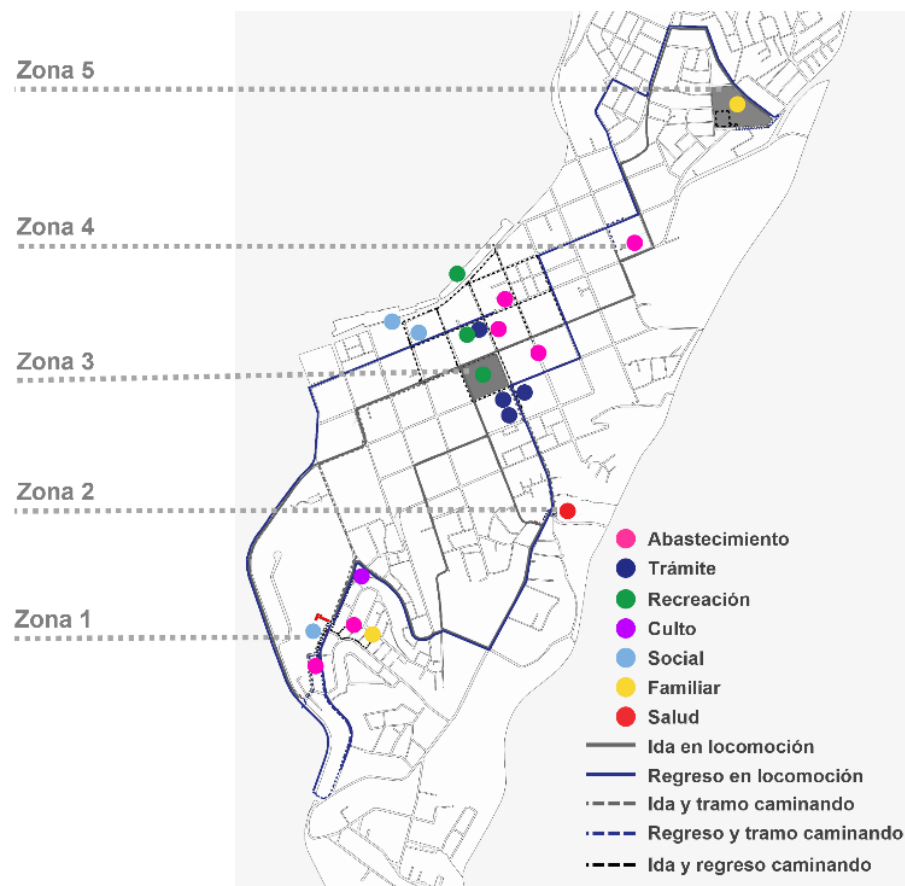 Zona 5
Zona 4
Zona 3
Zona 2
Zona 1
Abastecimiento
Trámite
Recreación
Culto
Social
Familiar
Salud
Ida en locomoción
Regreso en locomoción
Ida y tramo caminando
Regreso y tramo caminando
Ida y regreso caminando